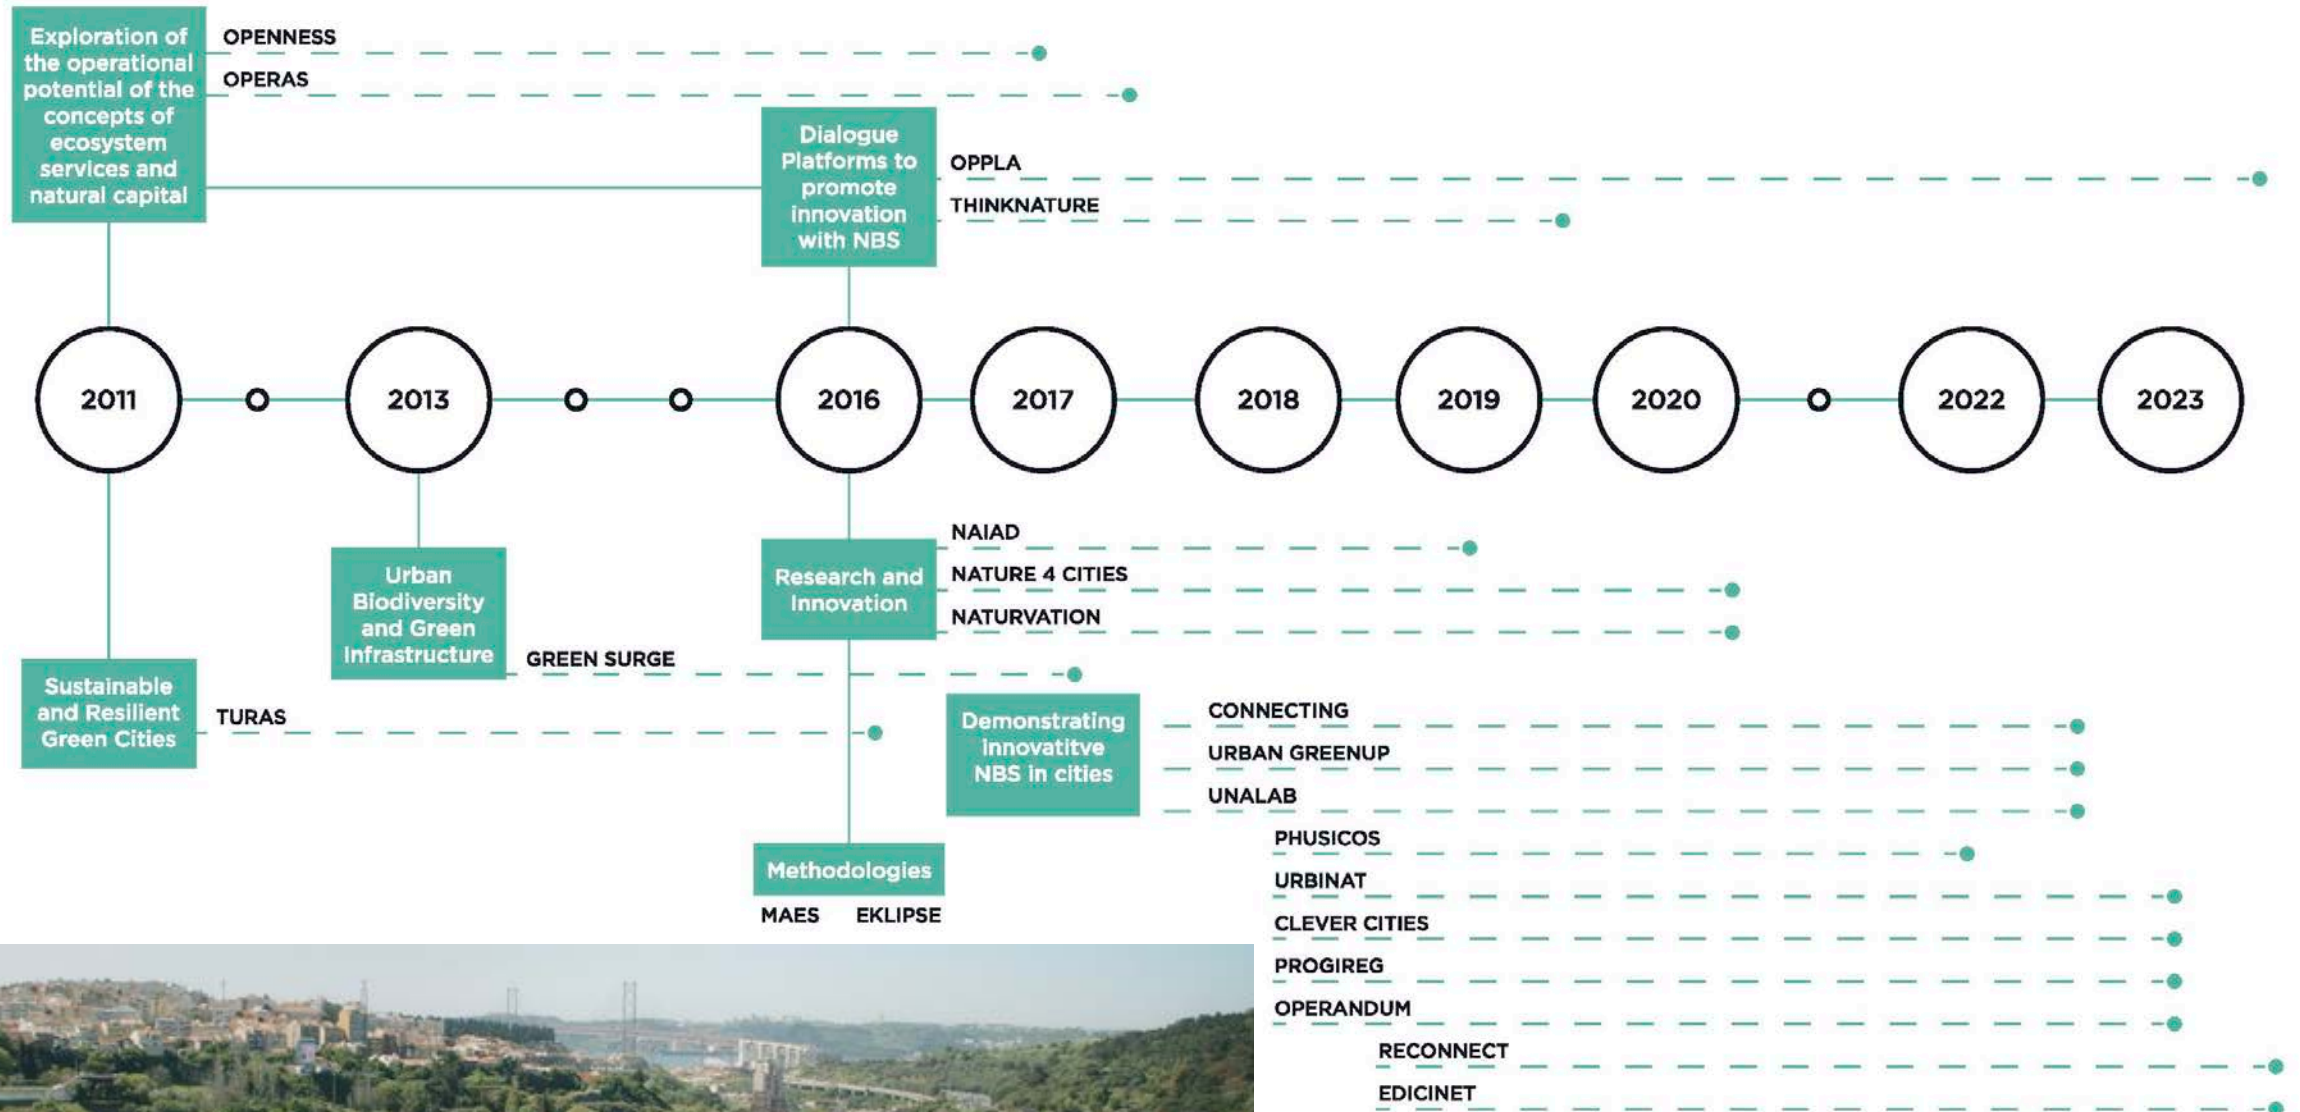 Exploration of
the operational
potential of the
concepts of
ecosystem
services and
natural capital
OPENNESS
OPERAS
Dialogue
Platforms to
promote
innovation
with NBS
OPPLA
THINKNATURE
2011
2013
2016
2017
2018
2019
2020
2022
2023
Urban
Biodiversity
and Green
Infrastructure
GREEN SURGE
Sustainable
and Resilient
Green Cities
TURAS
Research and
Innovation
NAIAD
NATURE 4 CITIES
NATURVATION
Methodologies
MAES EKLIPSE
Demonstrating
innovatitve
NBS in cities
CONNECTING
URBAN GREENUP
UNALAB
PHUSICOS
URBINAT
CLEVER CITIES
PROGIREG
OPERANDUM
RECONNECT
EDICINET